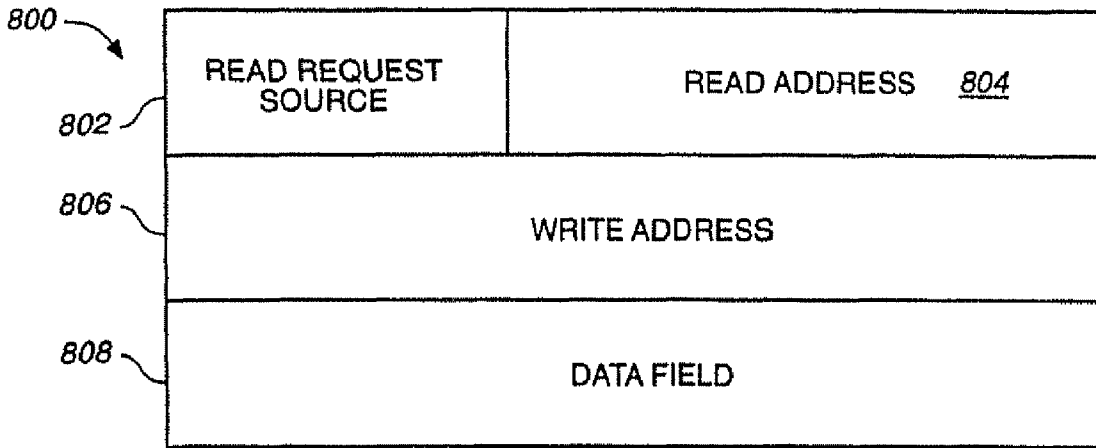 800
READ REQUEST
SOURCE
READ ADDRESS 804
802
806
WRITE ADDRESS
808
DATA FIELD